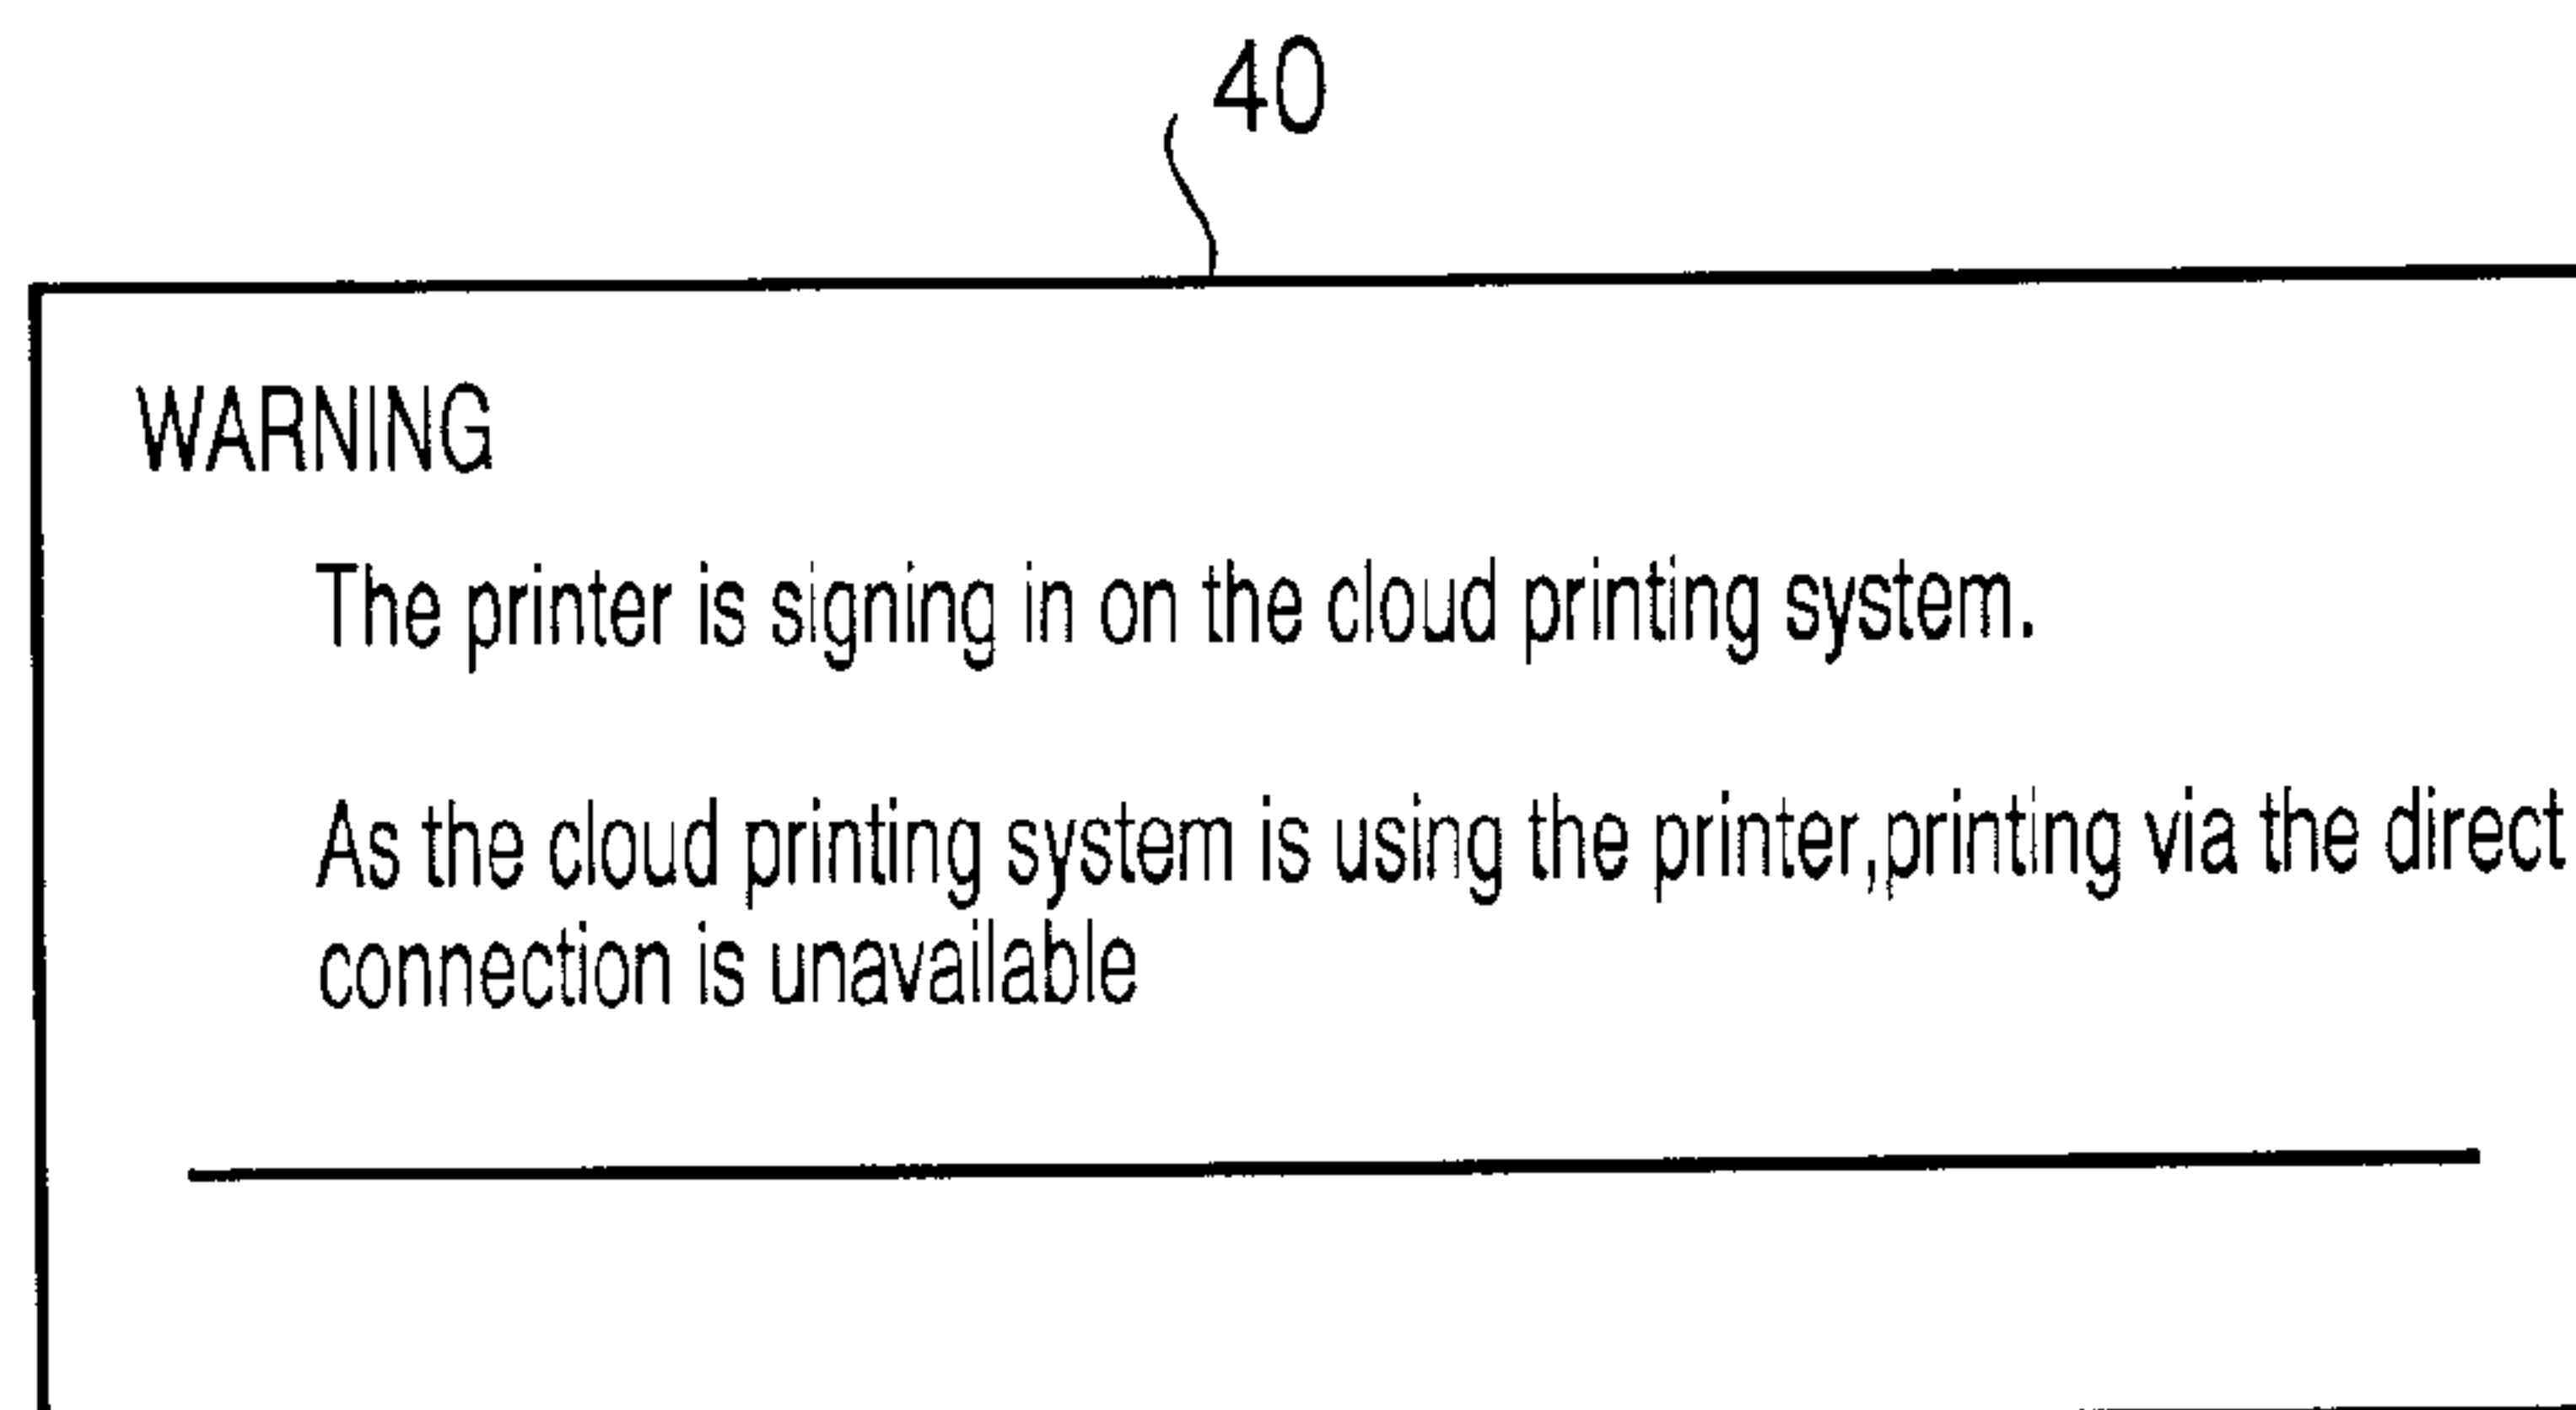 40
WARNING
The printer is signing in on the cloud printing system.
As the cloud printing system is using the printer,printing via the direct
connection is unavailable